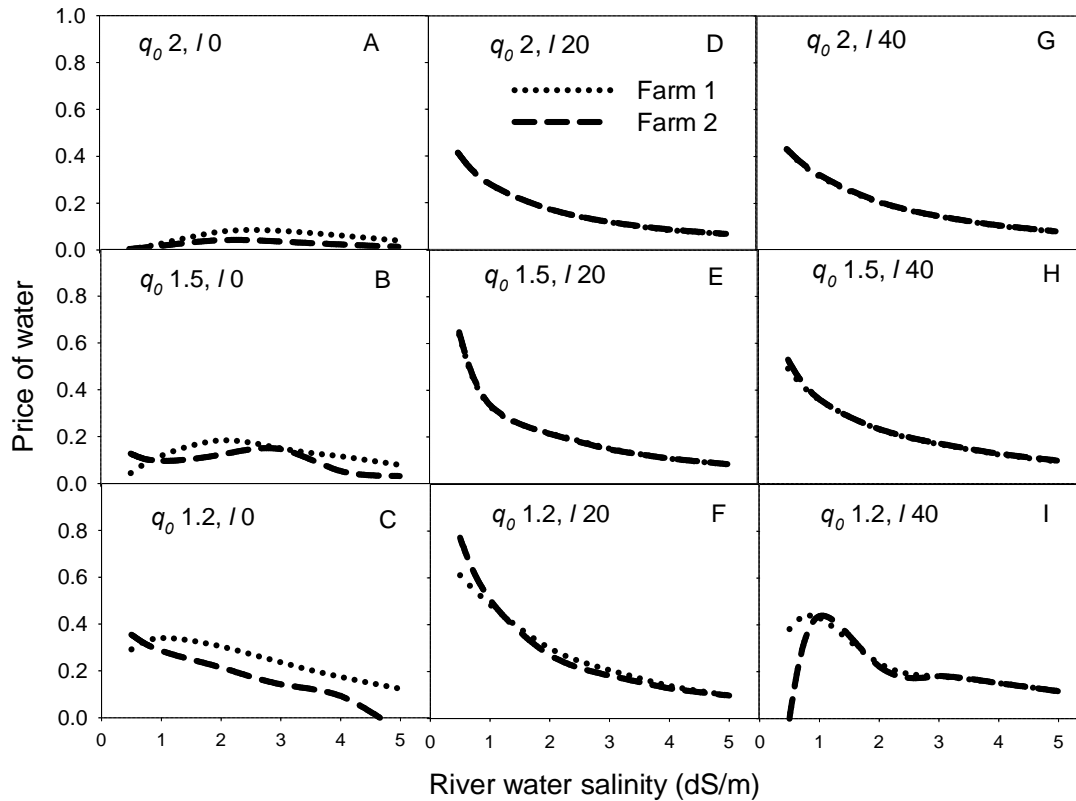 1.0
0.8
0.6
0.4
0.2
0.0
q0 2, I 0
A
q0 2, I 20
D
Farm 1
Farm 2
q0 2, I 40
G
Price of water
0.8
0.6
0.4
0.2
0.0
q0 1.5, I 0
B
q0 1.5, I 20
E
q0 1.5, I 40
H
0.8
0.6
0.4
0.2
0.0
q0 1.2, I 0
C
q0 1.2, I 20
F
q0 1.2, I 40
I
0 1 2 3 4 5
0 1 2 3 4 5
0 1 2 3 4 5
River water salinity (dS/m)